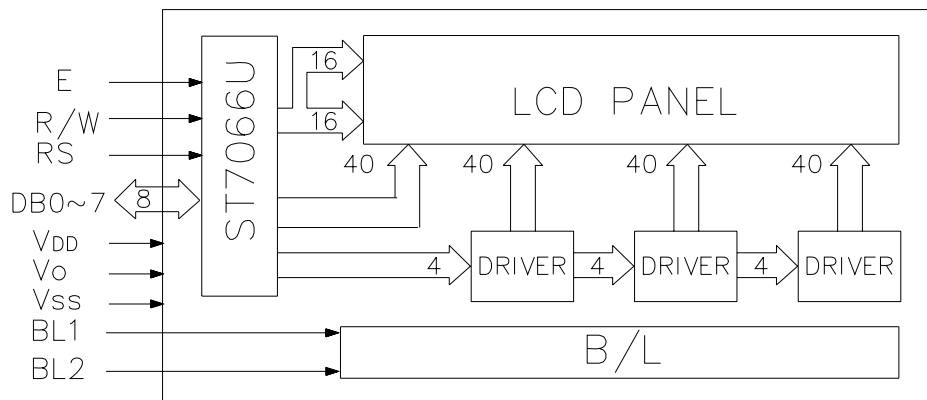 E
R/W
RS
DB0~7
8
VDD
VO
VSS
BL1
BL2
ST7066U
16
16
LCD PANEL
40
40
40
40
4
DRIVER
4
DRIVER
4
DRIVER
B/L